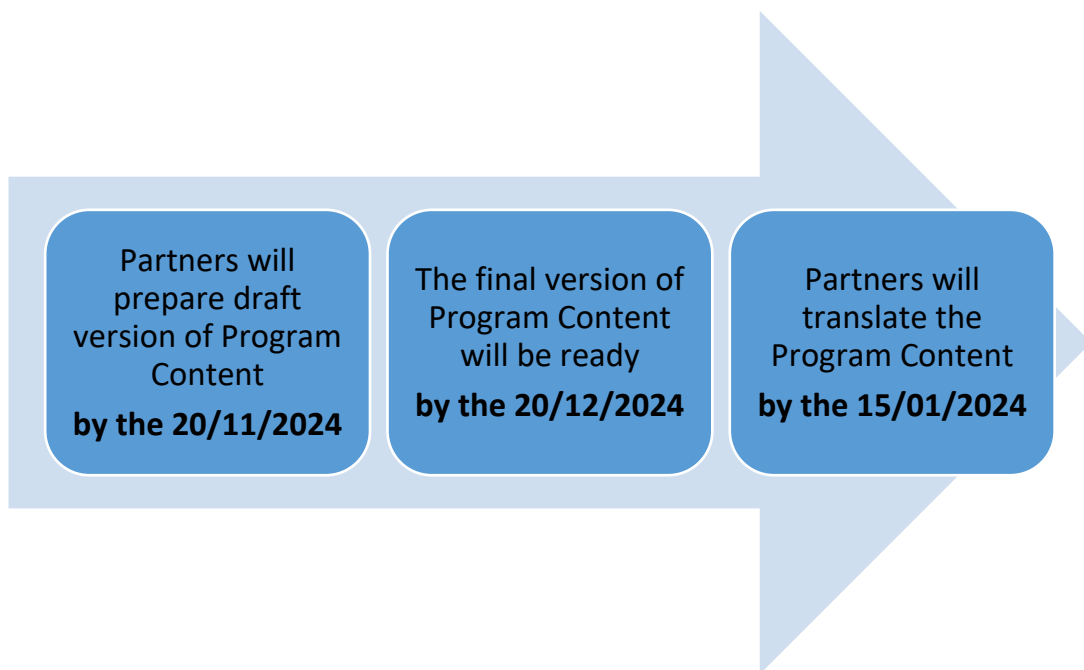 Partners will
prepare draft
version of Program
Content
by the 20/11/2024
The final version of
Program Content
will be ready
by the 20/12/2024
Partners will
translate the
Program Content
by the 15/01/2024